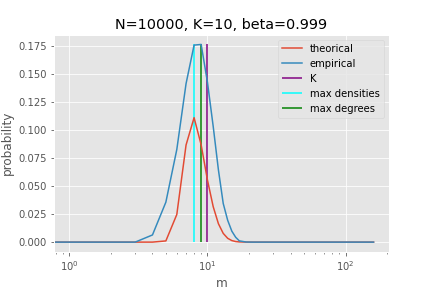 N=10000, K=10, beta=0.999
theorical
empirical
K
max densities
max degrees
probability
0.175
0.150
0.125
0.100
0.075
0.050
0.025
0.000
10⁰
10¹
10²
m